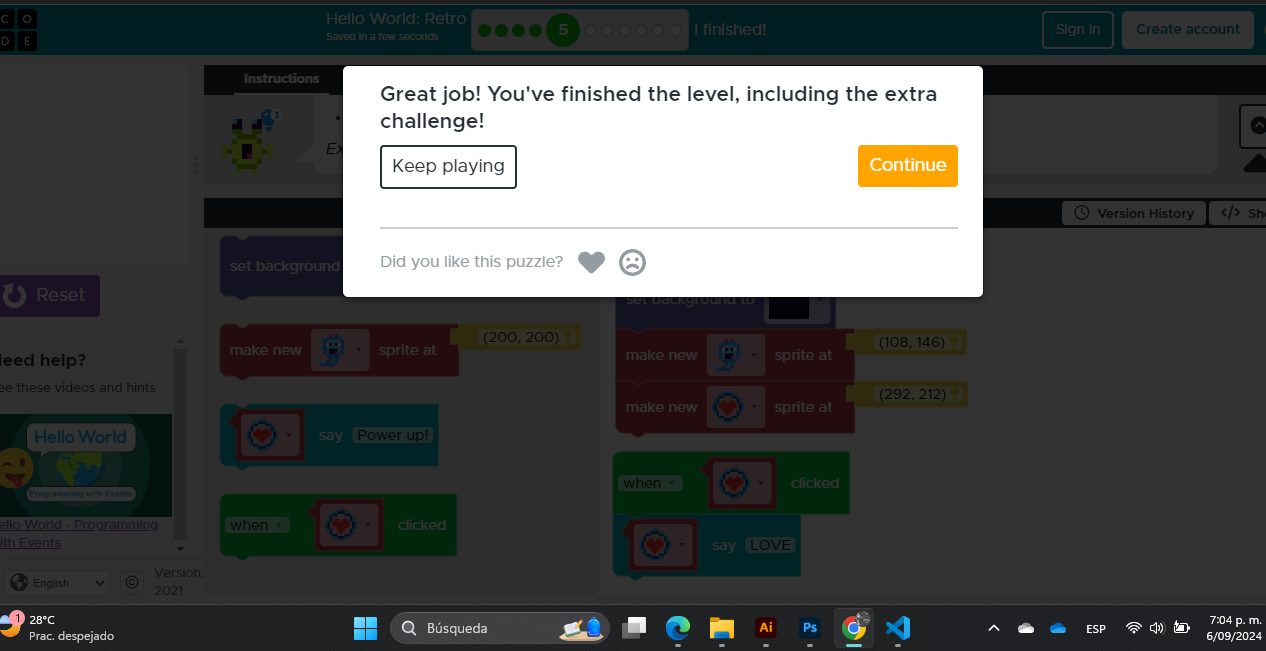 C O
D E
Hello World: Retro
Saved in a few seconds
5
I finished!
Sign in
Create account
Instructions
1
Ex
Great job! You've finished the level, including the extra
challenge!
Keep playing
Continue
Did you like this puzzle?
Version History
</> Sh
set background
make new
sprite at
(200, 200)
say
Power up!
when
clicked
set background to
make new
sprite at
(108, 146)
make new
sprite at
(292, 212)
when
clicked
say
LOVE
Reset
eed help?
ee these videos and hints
Hello World
Programming with Events
ello World - Programming
ith Events
English
©
Version:
2021
1
28°C
Prac. despejado
Búsqueda
Ai
Ps
ESP
7:04 p. m.
6/09/2024